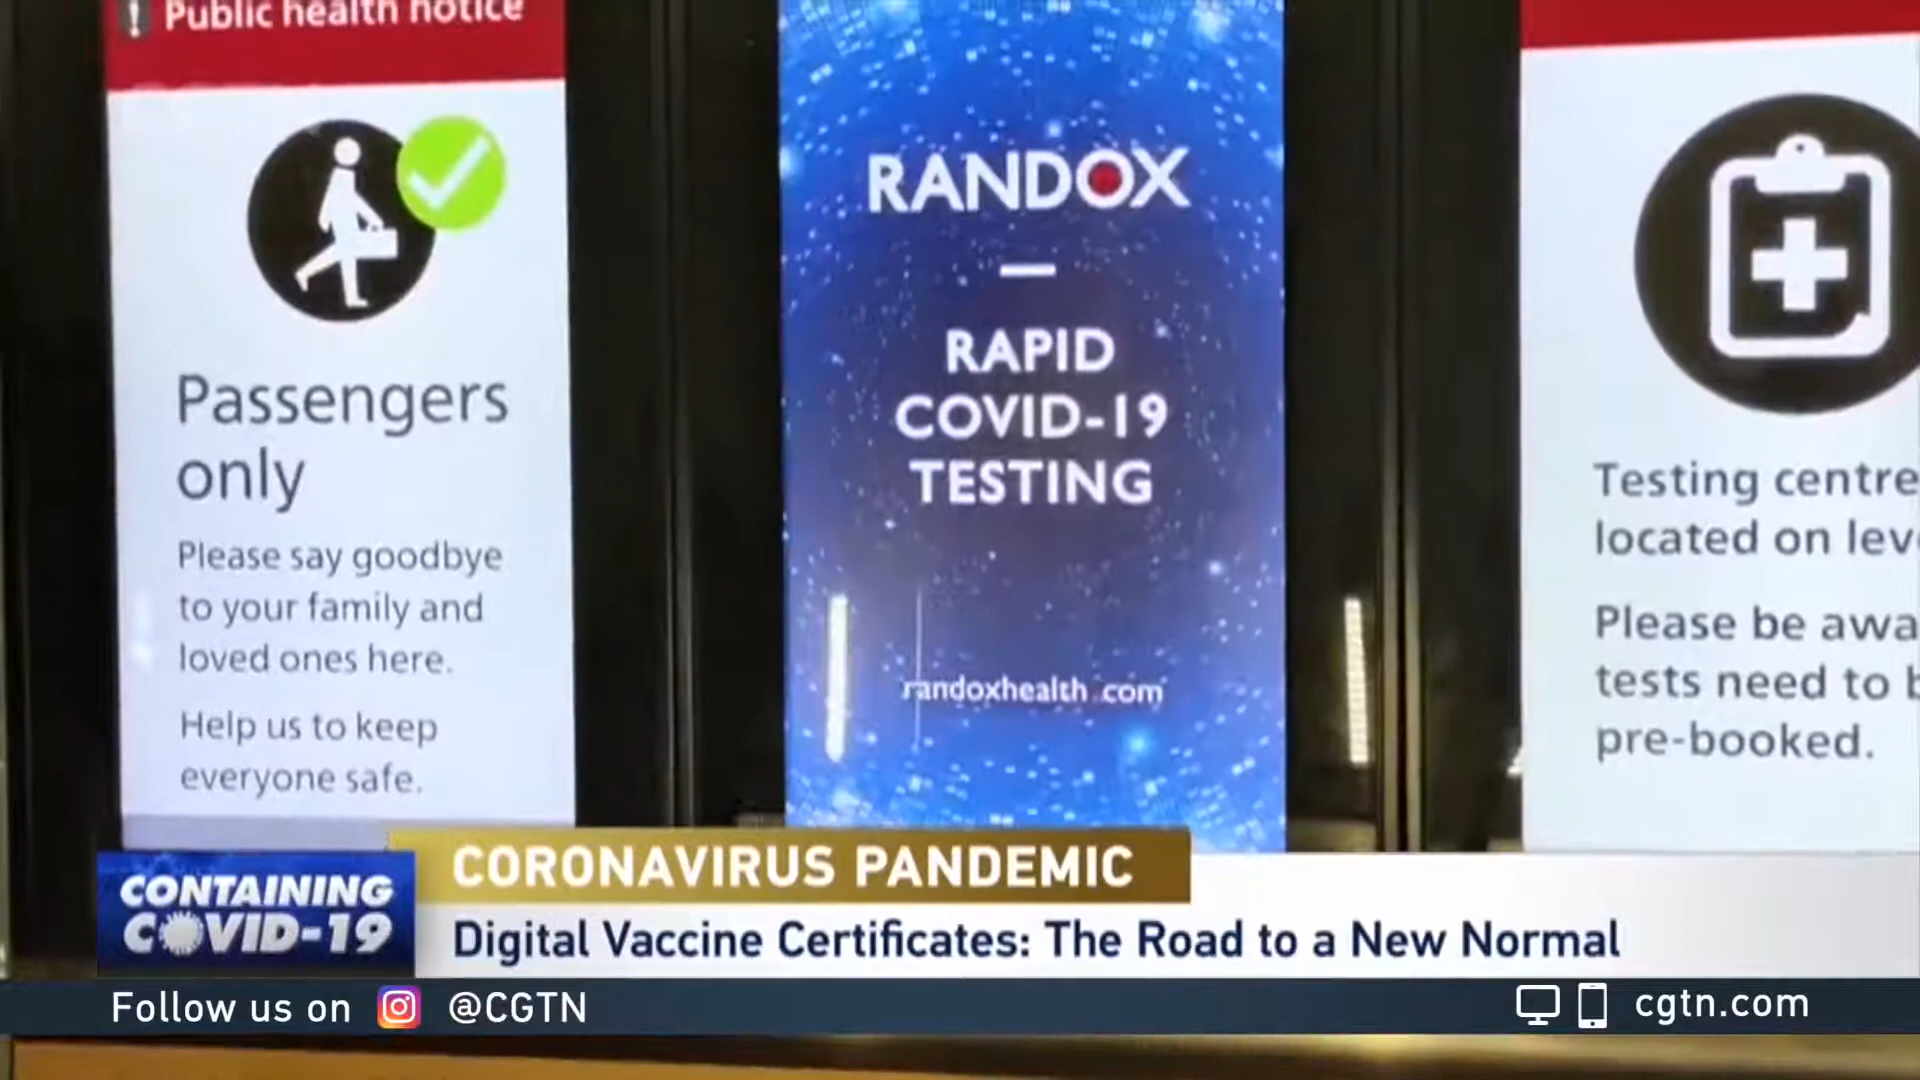 ! Public health notice
Passengers
only
Please say goodbye
to your family and
loved ones here.
Help us to keep
everyone safe.
RANDOX
RAPID
COVID-19
TESTING
randoxhealth.com
Testing centre
located on
Please be
tests need to
pre-booked.
CONTAINING
COVID-19
CORONAVIRUS PANDEMIC
Digital Vaccine Certificates: The Road to a New Normal
Follow us on @CGTN
cgtn.com